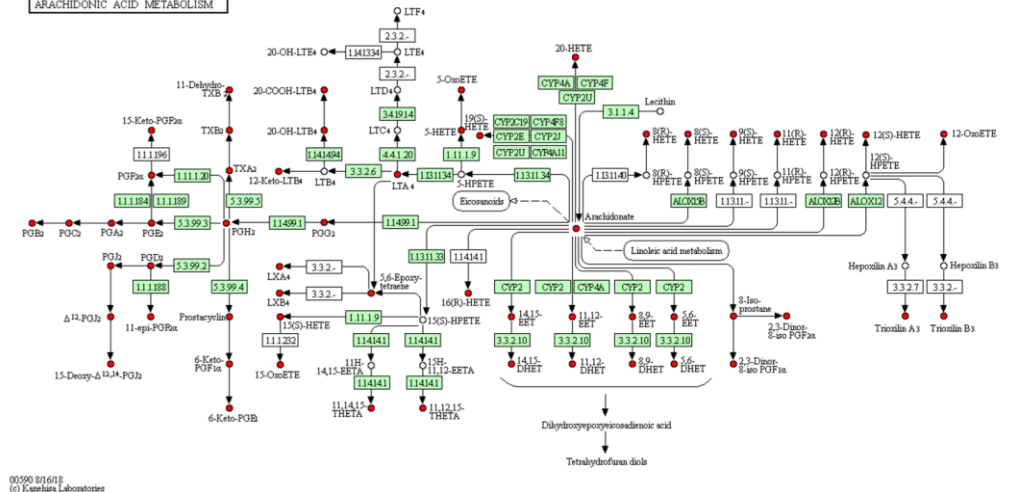 ARACHIDONIC ACID METABOLISM
LTF4
2.3.2.-
20-OH-LTE4
1.14.13.34
LTE4
20-HETE
2.3.2.-
11-Dehydro-
TXB2
20-COOH-LTB4
LTD4
5-OxoETE
CYP4A
CYP4F
CYP2U
Lecithin
3.4.19.14
3.1.1.4
15-Keto-PGF2α
TXB2
20-OH-LTB4
LTC4
5-HETE
19(S)-
HETE
CYP2C19
CYP4F8
CYP2E
CYP2J
CYP2U
CYP4A11
8(R)-
HETE
8(S)-
HETE
9(S)-
HETE
11(R)-
HETE
12(R)-
HETE
12(S)-HETE
12-OxoETE
1.1.1.196
1.14.14.94
4.4.1.20
1.11.1.9
PGF2α
1.11.1.20
TXA2
12-Keto-LTB4
LTB4
3.3.2.6
LTA4
1.13.11.34
5-HPETE
1.13.11.34
1.13.11.40
8(R)-
HPETE
8(S)-
HPETE
9(S)-
HPETE
11(R)-
HPETE
12(R)-
HPETE
12(S)-
HPETE
1.1.1.184
1.1.1.189
5.3.99.5
Eicosanoids
ALOX15B
1.13.11.-
1.13.11.-
ALOX12B
ALOX12
5.4.4.-
5.4.4.-
PGB2
PGC2
PGA2
PGE2
5.3.99.3
PGH2
1.14.99.1
PGG2
1.14.99.1
Arachidonate
Linoleic acid metabolism
PGJ2
PGD2
5.3.99.2
1.13.11.33
1.14.14.1
LXA4
3.3.2.-
5,6-Epoxy-
tetraene
Hepoxilin A3
Hepoxilin B3
1.1.1.188
5.3.99.4
LXB4
3.3.2.-
16(R)-HETE
CYP2
CYP2
CYP4A
CYP2
CYP2
8-Iso-
prostane
3.3.2.7
3.3.2.-
Δ12-PGJ2
11-epi-PGF2α
Prostacyclin
15(S)-HETE
1.11.1.9
15(S)-HPETE
14,15-
EET
11,12-
EET
8,9-
EET
5,6-
EET
2,3-Dinor-
8-iso PGF2α
Trioxilin A3
Trioxilin B3
1.1.1.232
1.14.14.1
1.14.14.1
3.3.2.10
3.3.2.10
3.3.2.10
3.3.2.10
15-Deoxy-Δ12,14-PGJ2
6-Keto-
PGF1α
15-OxoETE
11H-
14,15-EETA
15H-
11,12-EETA
14,15-
DHET
11,12-
DHET
8,9-
DHET
5,6-
DHET
2,3-Dinor-
8-iso PGF1α
1.14.14.1
1.14.14.1
6-Keto-PGE1
11,14,15-
THETA
11,12,15-
THETA
Dihydroxyepoxyeicosadienoic acid
Tetrahydrofuran diols
00590 8/16/18
(c) Kanehisa Laboratories